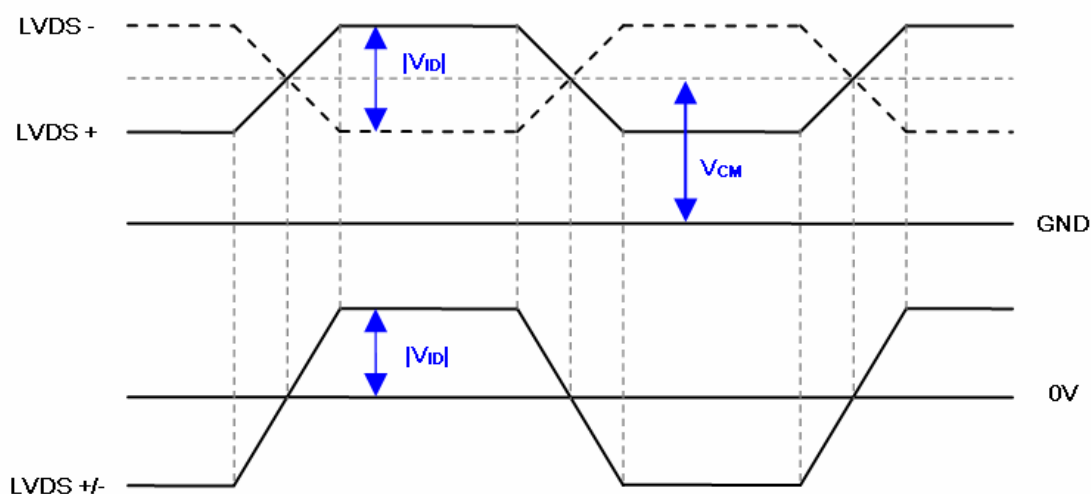 LVDS -
|VID|
LVDS +
VCM
GND
|VID|
0V
LVDS +/-